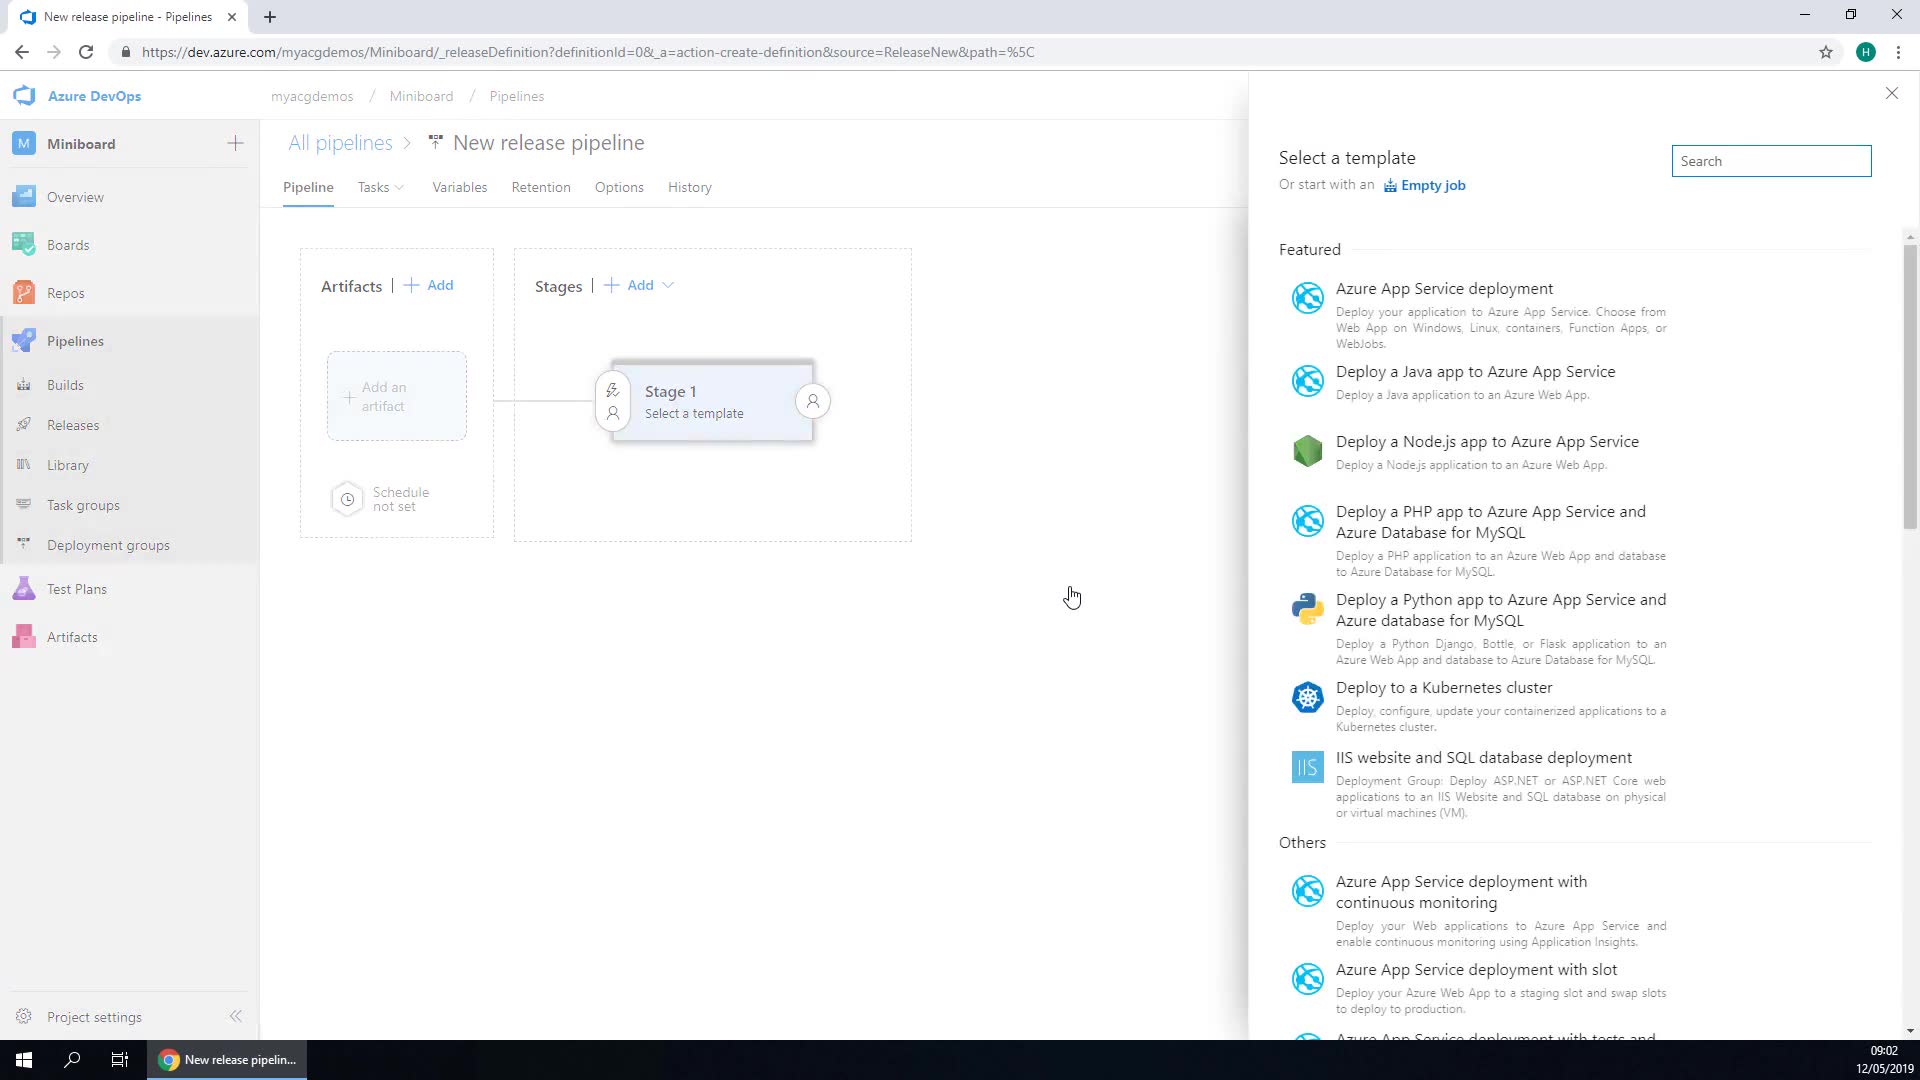 New release pipeline - Pipelines
https://dev.azure.com/myacgdemos/Miniboard/_releaseDefinition?definitionId=0&_a=action-create-definition&source=ReleaseNew&path=%5C
H
Azure DevOps
myacgdemos / Miniboard / Pipelines
M Miniboard
Overview
Boards
Repos
Pipelines
Builds
Releases
Library
Task groups
Deployment groups
Test Plans
Artifacts
Project settings
All pipelines > New release pipeline
Pipeline Tasks Variables Retention Options History
Artifacts | + Add
Add an
artifact
Schedule
not set
Stages | + Add
Stage 1
Select a template
Select a template
Or start with an Empty job
Search
Featured
Azure App Service deployment
Deploy your application to Azure App Service. Choose from
Web App on Windows, Linux, containers, Function Apps, or
WebJobs.
Deploy a Java app to Azure App Service
Deploy a Java application to an Azure Web App.
Deploy a Node.js app to Azure App Service
Deploy a Node.js application to an Azure Web App.
Deploy a PHP app to Azure App Service and
Azure Database for MySQL
Deploy a PHP application to an Azure Web App and database
to Azure Database for MySQL.
Deploy a Python app to Azure App Service and
Azure database for MySQL
Deploy a Python Django, Bottle, or Flask application to an
Azure Web App and database to Azure Database for MySQL.
Deploy to a Kubernetes cluster
Deploy, configure, update your containerized applications to a
Kubernetes cluster.
IIS
IIS website and SQL database deployment
Deployment Group: Deploy ASP.NET or ASP.NET Core web
applications to an IIS Website and SQL database on physical
or virtual machines (VM).
Others
Azure App Service deployment with
continuous monitoring
Deploy your Web applications to Azure App Service and
enable continuous monitoring using Application Insights.
Azure App Service deployment with slot
Deploy your Azure Web App to a staging slot and swap slots
to deploy to production.
Azure App Service deployment with tests and
New release pipelin...
09:02
12/05/2019